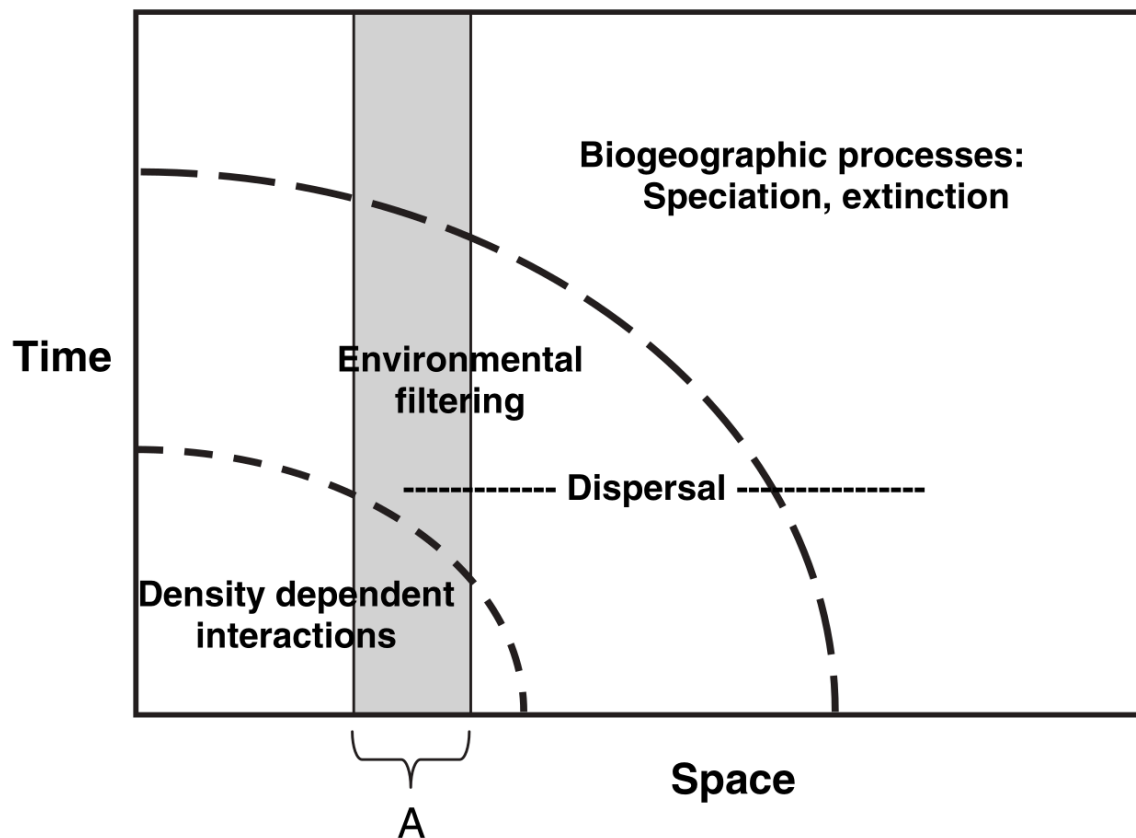 Biogeographic processes:
Speciation, extinction
Time
Environmental
filtering
Dispersal
Density dependent
interactions
Space
A